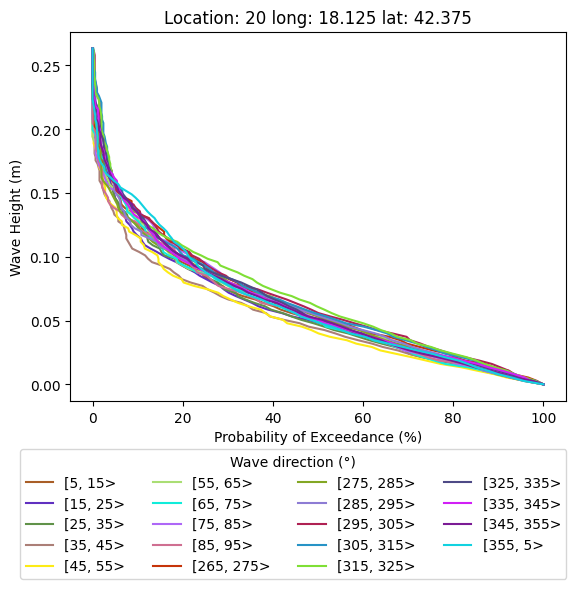 Location: 20 long: 18.125 lat: 42.375
Wave Height (m)
0.25
0.20
0.15
0.10
0.05
0.00
0 20 40 60 80 100
Probability of Exceedance (%)
Wave direction (°)
[5, 15> [55, 65> [275, 285> [325, 335>
[15, 25> [65, 75> [285, 295> [335, 345>
[25, 35> [75, 85> [295, 305> [345, 355>
[35, 45> [85, 95> [305, 315> [355, 5>
[45, 55> [265, 275> [315, 325>